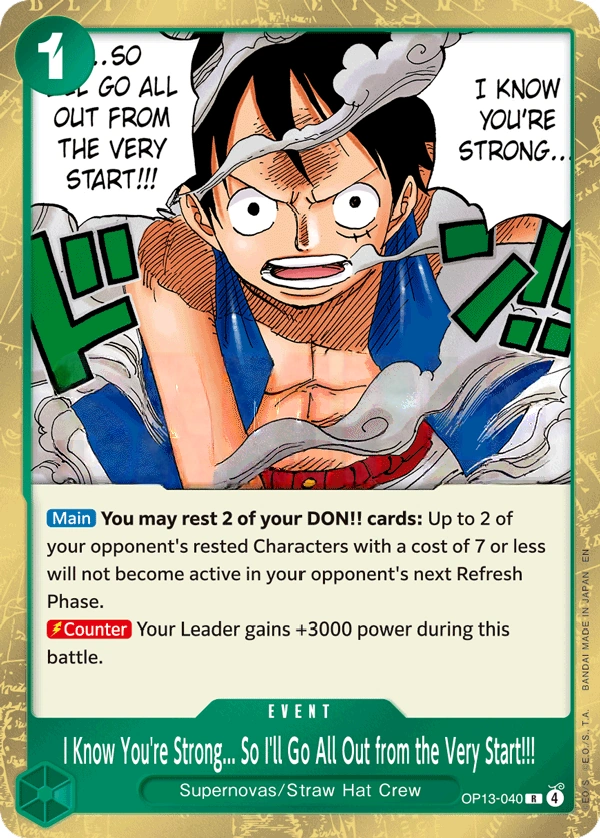 1
...SO
I'LL GO ALL
OUT FROM
THE VERY
START!!!
I KNOW
YOU'RE
STRONG...
ドン!!
Main You may rest 2 of your DON!! cards: Up to 2 of
your opponent's rested Characters with a cost of 7 or less
will not become active in your opponent's next Refresh
Phase.
Counter Your Leader gains +3000 power during this
battle.
EVENT
I Know You're Strong... So I'll Go All Out from the Very Start!!!
Supernovas/Straw Hat Crew
OP13-040 R 4
©E.O./S., T.A. BANDAI MADE IN JAPAN EN